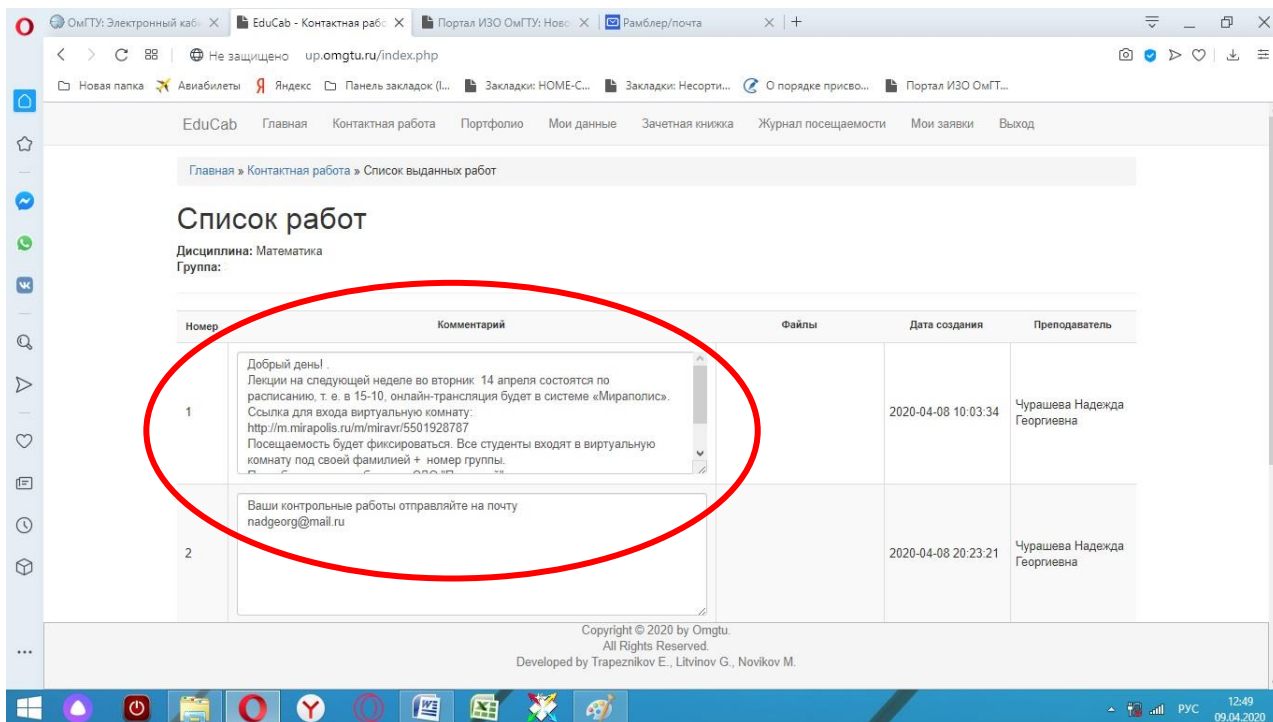 ОмГТУ: Электронный каб
EduCab - Контактная рабо
Портал ИЗО ОмГТУ: Ново
Рамблер/почта
Не защищено up.omgtu.ru/index.php
Новая папка
Авиабилеты
Яндекс
Панель закладок (I...
Закладки: HOME-C...
Закладки: Несорти...
О порядке присво...
Портал ИЗО ОмГТ...
EduCab Главная Контактная работа Портфолио Мои данные Зачетная книжка Журнал посещаемости Мои заявки Выход
Главная » Контактная работа » Список выданных работ
Список работ
Дисциплина: Математика
Группа:
Номер Комментарий Файлы Дата создания Преподаватель
1
Добрый день! .
Лекции на следующей неделе во вторник 14 апреля состоятся по
расписанию, т. е. в 15-10, онлайн-трансляция будет в системе «Мираполис».
Ссылка для входа виртуальную комнату:
http://m.mirapolis.ru/m/miravr/5501928787
Посещаемость будет фиксироваться. Все студенты входят в виртуальную
комнату под своей фамилией + номер группы.
2020-04-08 10:03:34
Чурашева Надежда
Георгиевна
2
Ваши контрольные работы отправляйте на почту
nadgeorg@mail.ru
2020-04-08 20:23:21
Чурашева Надежда
Георгиевна
Copyright © 2020 by Omgtu.
All Rights Reserved.
Developed by Trapeznikov E., Litvinov G., Novikov M.
РУС
12:49
09.04.2020